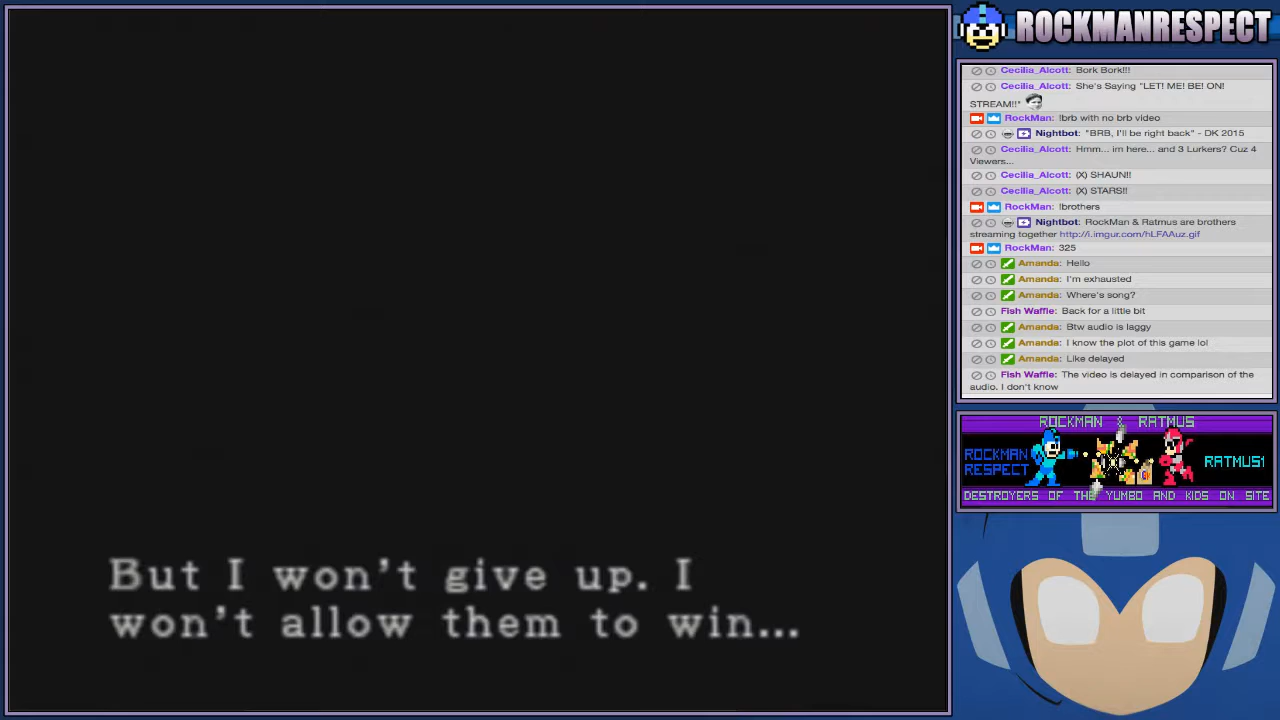 But I won't give up. I
won't allow them to win...
ROCKMANRESPECT
Cecilia_Alcott: Bork Bork!!!
Cecilia_Alcott: She's Saying "LET! ME! BE! ON!
STREAM!!"
RockMan: !brb with no brb video
Nightbot: "BRB, I'll be right back" - DK 2015
Cecilia_Alcott: Hmm... im here... and 3 Lurkers? Cuz 4
Viewers...
Cecilia_Alcott: (X) SHAUN!!
Cecilia_Alcott: (X) STARS!!
RockMan: !brothers
Nightbot: RockMan & Ratmus are brothers
streaming together http://i.imgur.com/hLFAAuz.gif
RockMan: 325
Amanda: Hello
Amanda: I'm exhausted
Amanda: Where's song?
Fish Waffle: Back for a little bit
Amanda: Btw audio is laggy
Amanda: I know the plot of this game lol
Amanda: Like delayed
Fish Waffle: The video is delayed in comparison of the
audio. I don't know
ROCKMAN & RATMUS
ROCKMAN
RESPECT
RATMUS1
DESTROYERS OF THE YUMBO AND KIDS ON SITE